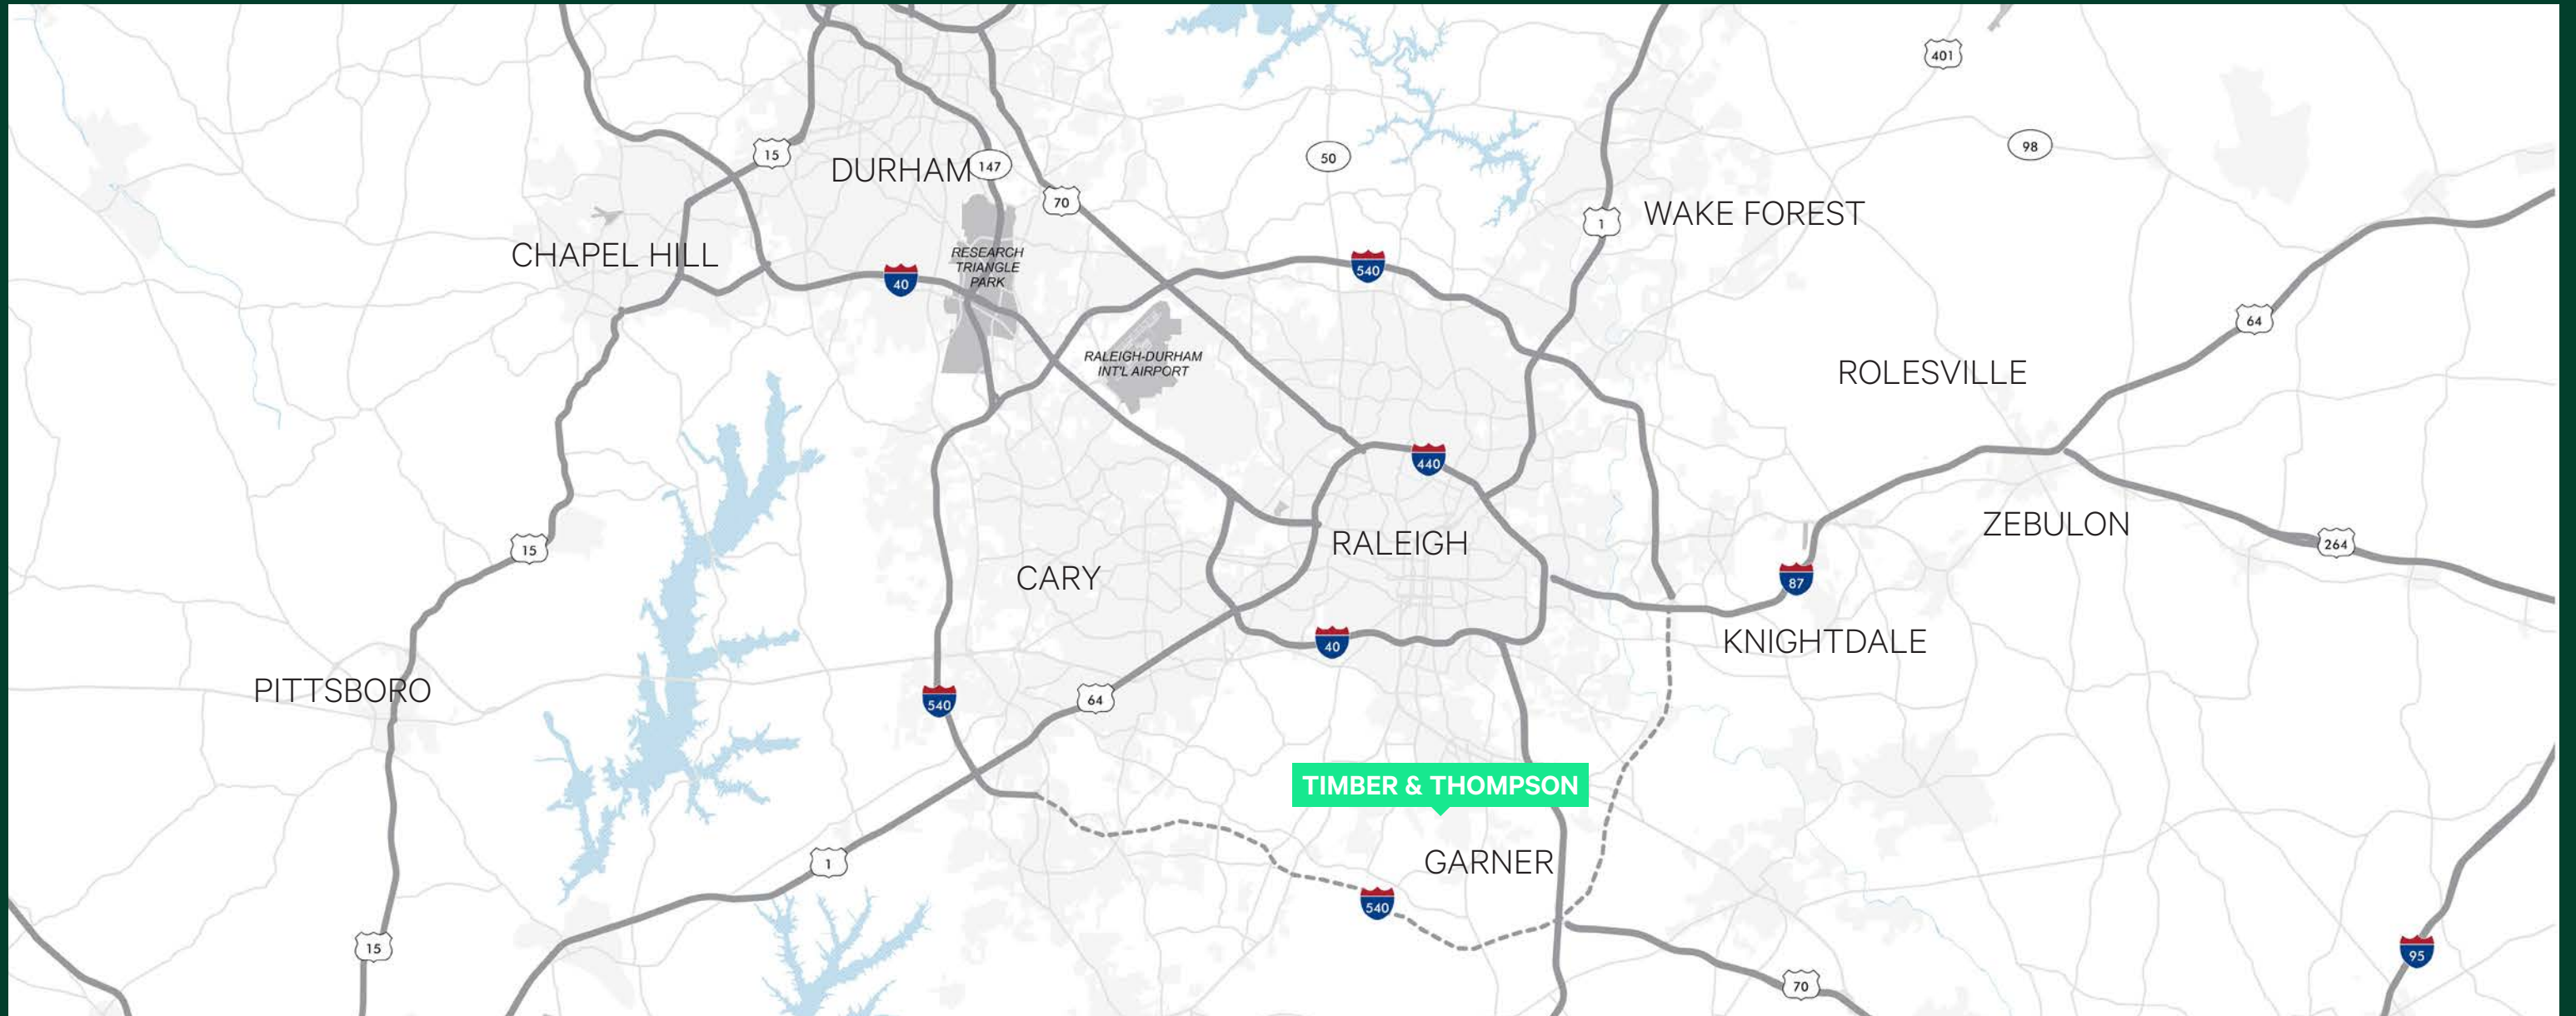 401
98
15
DURHAM
147
50
70
1
WAKE FOREST
CHAPEL HILL
RESEARCH
TRIANGLE
PARK
40
540
64
RALEIGH-DURHAM
INT'L AIRPORT
ROLESVILLE
440
15
RALEIGH
ZEBULON
264
CARY
87
40
KNIGHTDALE
PITTSBORO
540
64
TIMBER & THOMPSON
1
GARNER
540
15
95
70